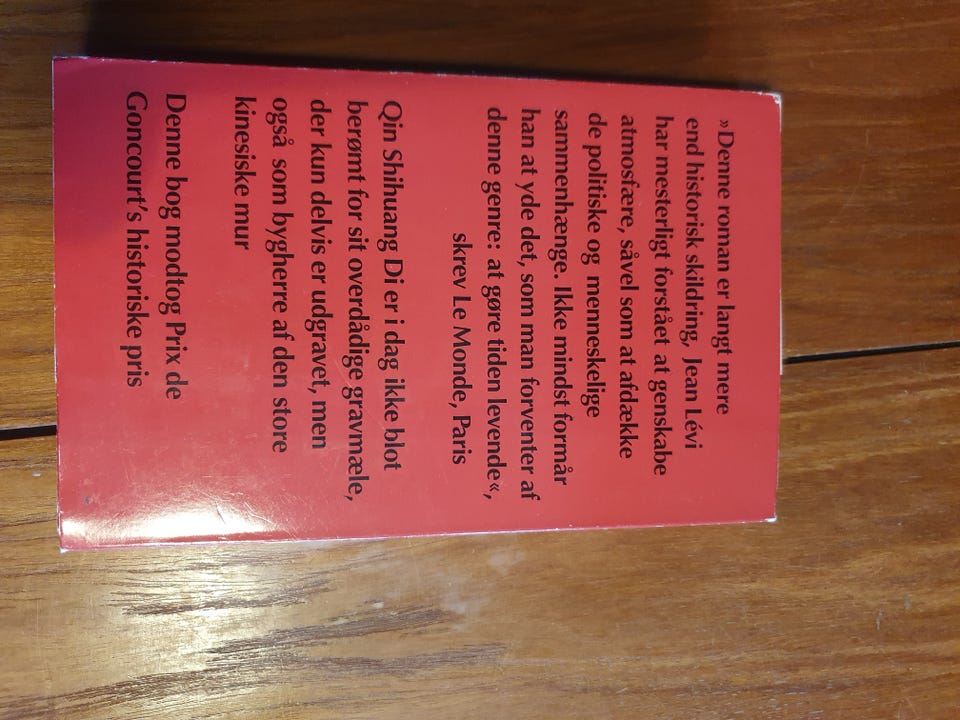 »Denne roman er langt mere
end historisk skildring, Jean Lévi
har mesterligt forstået at genskabe
atmosfære, såvel som at afdække
de politiske og menneskelige
sammenhænge. Ikke mindst formår
han at yde det, som man forventer af
denne genre: at gøre tiden levende«,
skrev Le Monde, Paris
Qin Shihuang Di er i dag ikke blot
berømt for sit overdådige gravmæle,
der kun delvis er udgravet, men
også som bygherre af den store
kinesiske mur
Denne bog modtog Prix de
Goncourt's historiske pris